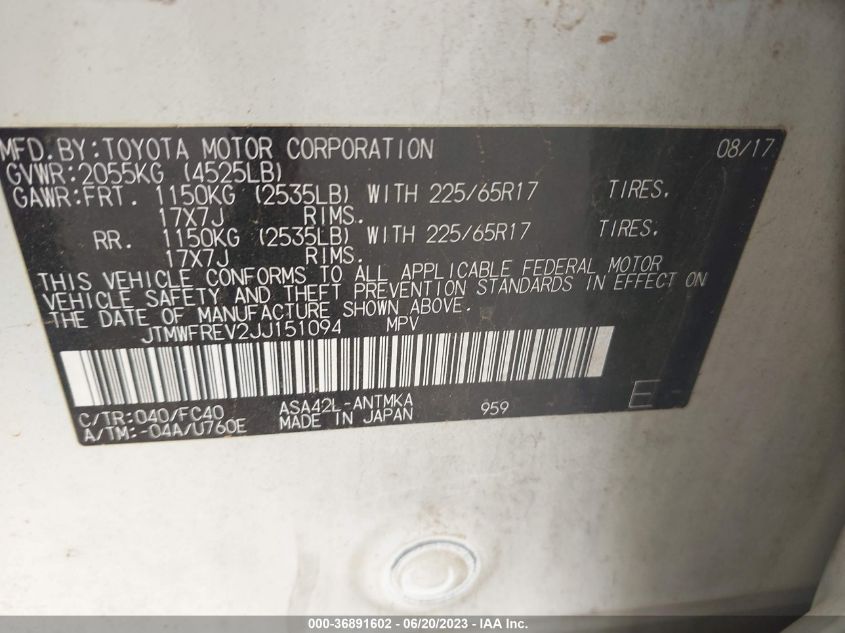 MFD. BY: TOYOTA MOTOR CORPORATION 08/17
GVWR: 2055KG (4525LB)
GAWR: FRT. 1150KG (2535LB) WITH 225/65R17 TIRES.
17X7J RIMS.
RR. 1150KG (2535LB) WITH 225/65R17 TIRES.
17X7J RIMS.
THIS VEHICLE CONFORMS TO ALL APPLICABLE FEDERAL MOTOR
VEHICLE SAFETY AND THEFT PREVENTION STANDARDS IN EFFECT ON
THE DATE OF MANUFACTURE SHOWN ABOVE.
JTMWFREV2JJ151094 MPV
C/TR: 040/FC40 ASA42L-ANTMKA
A/TM: -04A/U760E MADE IN JAPAN 959 E
000-36891602 - 06/20/2023 - IAA Inc.